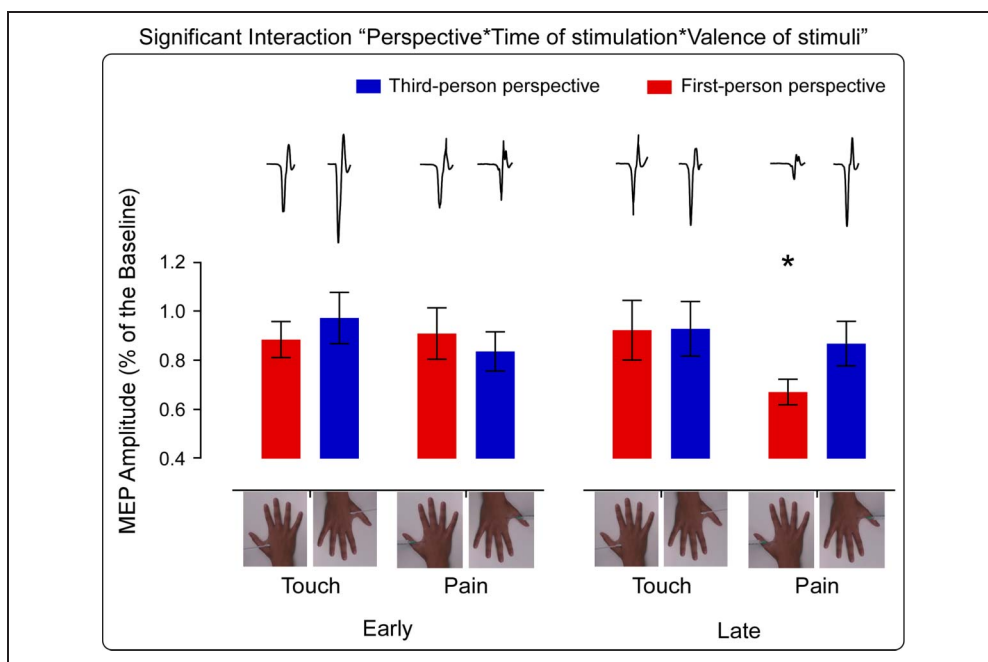 Significant Interaction “Perspective*Time of stimulation*Valence of stimuli”
Third-person perspective
First-person perspective
MEP Amplitude (% of the Baseline)
1.2
1.0
0.8
0.6
0.4
*
Touch
Pain
Touch
Pain
Early
Late